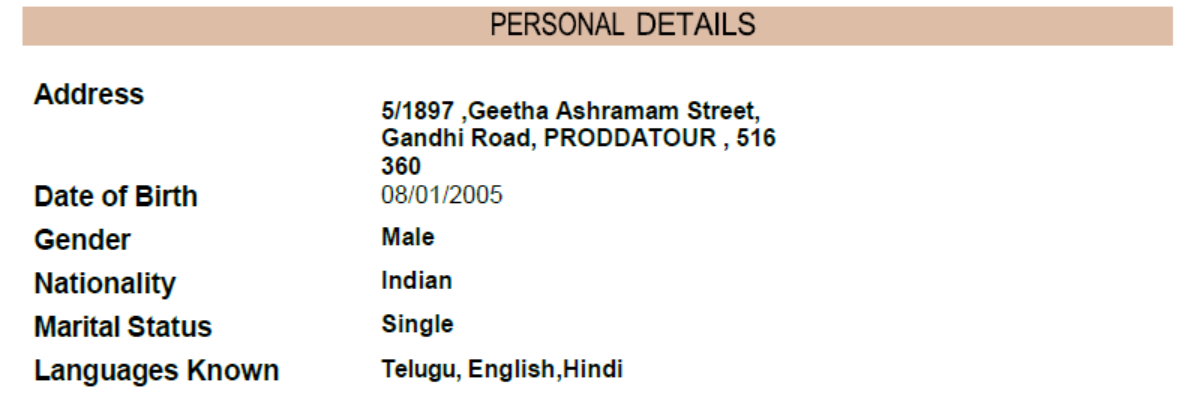 PERSONAL DETAILS
Address
5/1897 ,Geetha Ashramam Street,
Gandhi Road, PRODDATOUR , 516
360
Date of Birth 08/01/2005
Gender Male
Nationality Indian
Marital Status Single
Languages Known Telugu, English,Hindi